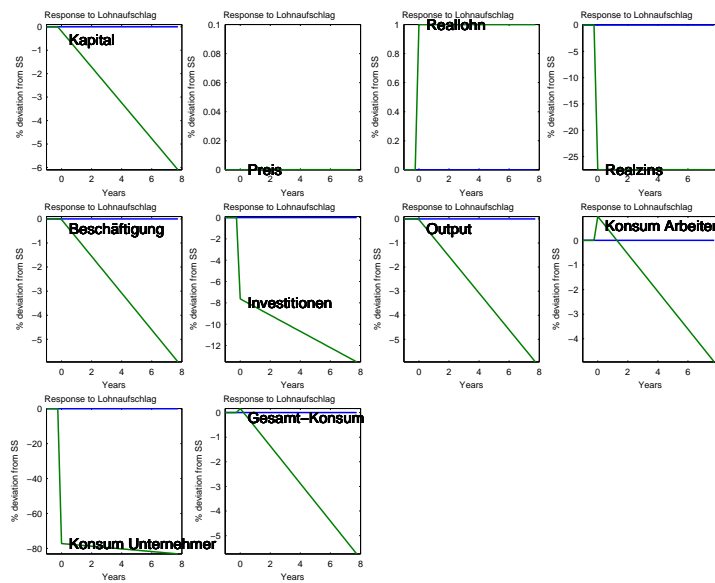 Response to Lohnaufschlag
Response to Lohnaufschlag
Response to Lohnaufschlag
Response to Lohnaufschlag
% deviation from SS
0
−1
−2
−3
−4
−5
−6
Kapital
0 2 4 6 8
Years
% deviation from SS
0.1
0.08
0.06
0.04
0.02
0
Preis
0 2 4 6 8
Years
% deviation from SS
1
0.8
0.6
0.4
0.2
0
Reallohn
0 2 4 6 8
Years
% deviation from SS
0
−5
−10
−15
−20
−25
Realzins
0 2 4 6 8
Years
Response to Lohnaufschlag
Response to Lohnaufschlag
Response to Lohnaufschlag
Response to Lohnaufschlag
% deviation from SS
0
−1
−2
−3
−4
−5
Beschäftigung
0 2 4 6 8
Years
% deviation from SS
0
−2
−4
−6
−8
−10
−12
Investitionen
0 2 4 6 8
Years
% deviation from SS
0
−1
−2
−3
−4
−5
Output
0 2 4 6 8
Years
% deviation from SS
0
−1
−2
−3
−4
Konsum Arbeiter
0 2 4 6
Years
Response to Lohnaufschlag
Response to Lohnaufschlag
% deviation from SS
0
−20
−40
−60
−80
Konsum Unternehmer
0 2 4 6 8
Years
% deviation from SS
0
−1
−2
−3
−4
−5
Gesamt−Konsum
0 2 4 6 8
Years